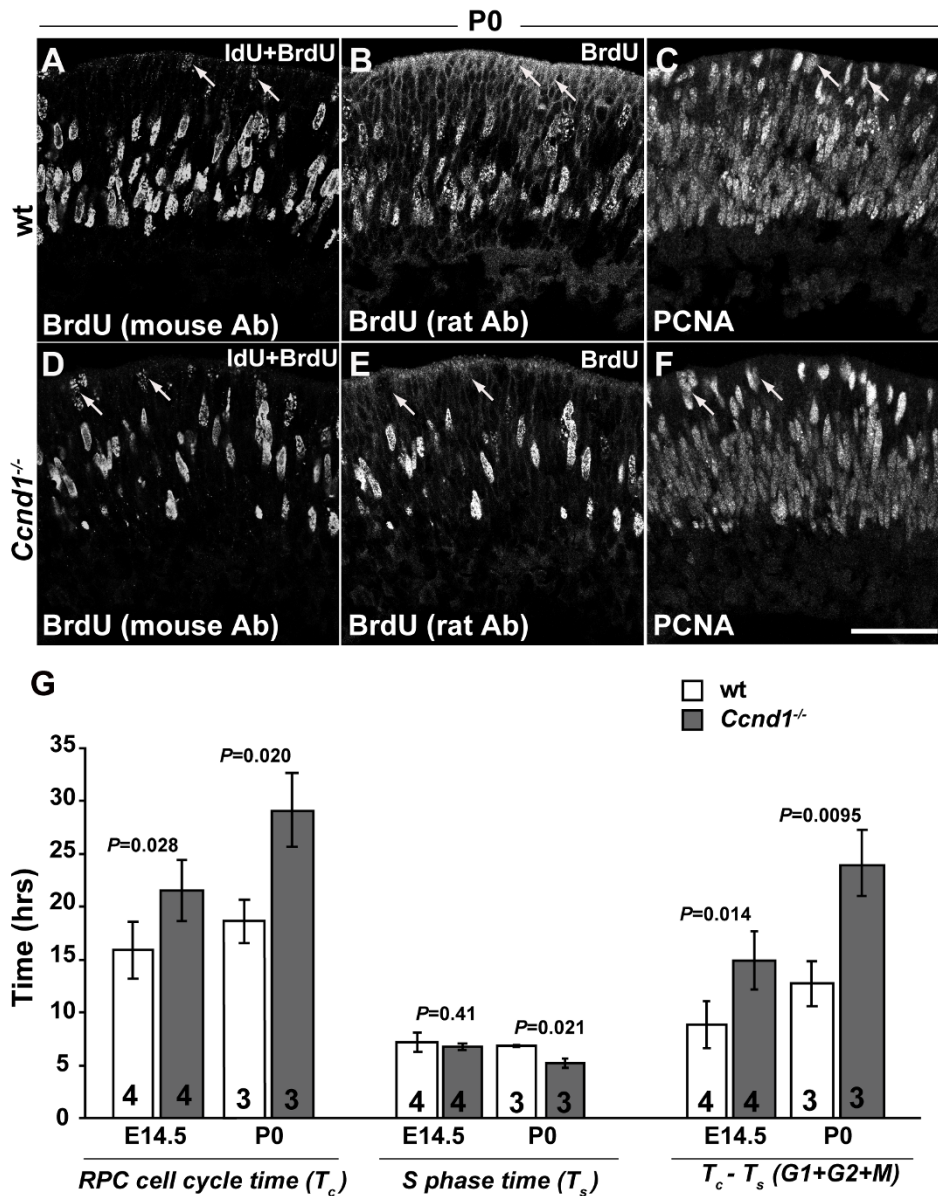 P0
A IdU+BrdU B BrdU C
wt
BrdU (mouse Ab) BrdU (rat Ab) PCNA
D IdU+BrdU E BrdU F
Ccnd1-/-
BrdU (mouse Ab) BrdU (rat Ab) PCNA
G
wt
Ccnd1-/-
Time (hrs)
35
30
25
20
15
10
5
0
P=0.028
P=0.020
P=0.41
P=0.021
P=0.014
P=0.0095
4 4 3 3 4 4 3 3 4 4 3 3
E14.5 P0 E14.5 P0 E14.5 P0
RPC cell cycle time (Tc) S phase time (Ts) Tc - Ts (G1+G2+M)